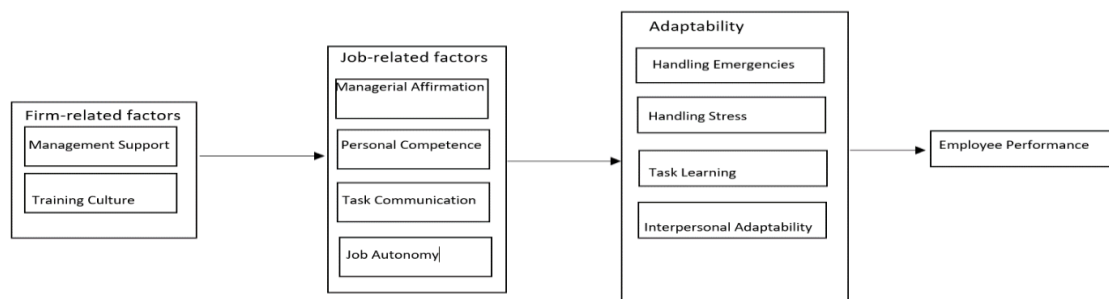 Firm-related factors
Management Support
Training Culture
Job-related factors
Managerial Affirmation
Personal Competence
Task Communication
Job Autonomy
Adaptability
Handling Emergencies
Handling Stress
Task Learning
Interpersonal Adaptability
Employee Performance